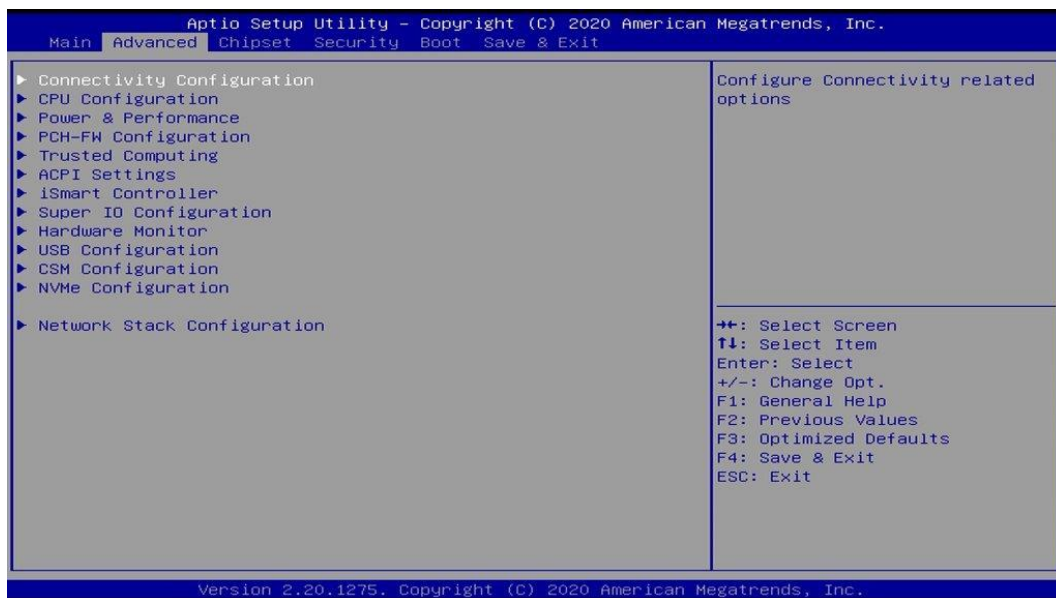 Aptio Setup Utility – Copyright (C) 2020 American Megatrends, Inc.
Main Advanced Chipset Security Boot Save & Exit
▶ Connectivity Configuration
▶ CPU Configuration
▶ Power & Performance
▶ PCH-FW Configuration
▶ Trusted Computing
▶ ACPI Settings
▶ iSmart Controller
▶ Super IO Configuration
▶ Hardware Monitor
▶ USB Configuration
▶ CSM Configuration
▶ NVMe Configuration
▶ Network Stack Configuration
Configure Connectivity related
options
→←: Select Screen
↑↓: Select Item
Enter: Select
+/-: Change Opt.
F1: General Help
F2: Previous Values
F3: Optimized Defaults
F4: Save & Exit
ESC: Exit
Version 2.20.1275. Copyright (C) 2020 American Megatrends, Inc.